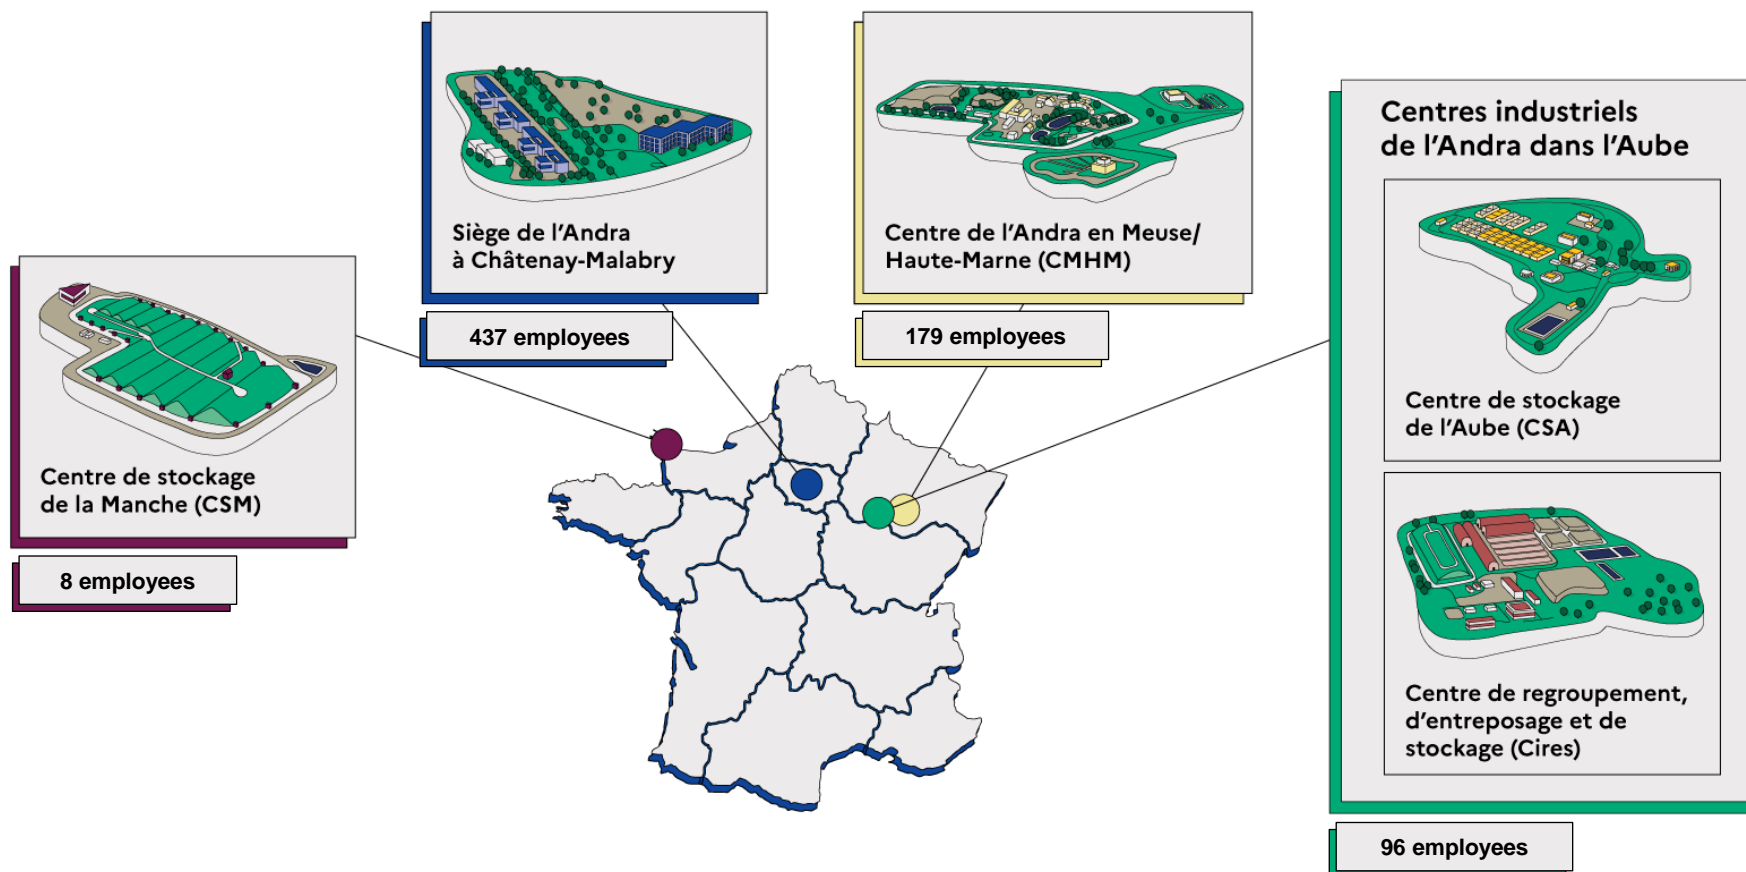 Centre de stockage
de la Manche (CSM)
8 employees
Siège de l'Andra
à Châtenay-Malabry
437 employees
Centre de l'Andra en Meuse/
Haute-Marne (CMHM)
179 employees
Centres industriels
de l'Andra dans l'Aube
Centre de stockage
de l'Aube (CSA)
Centre de regroupement,
d'entreposage et de
stockage (Cires)
96 employees